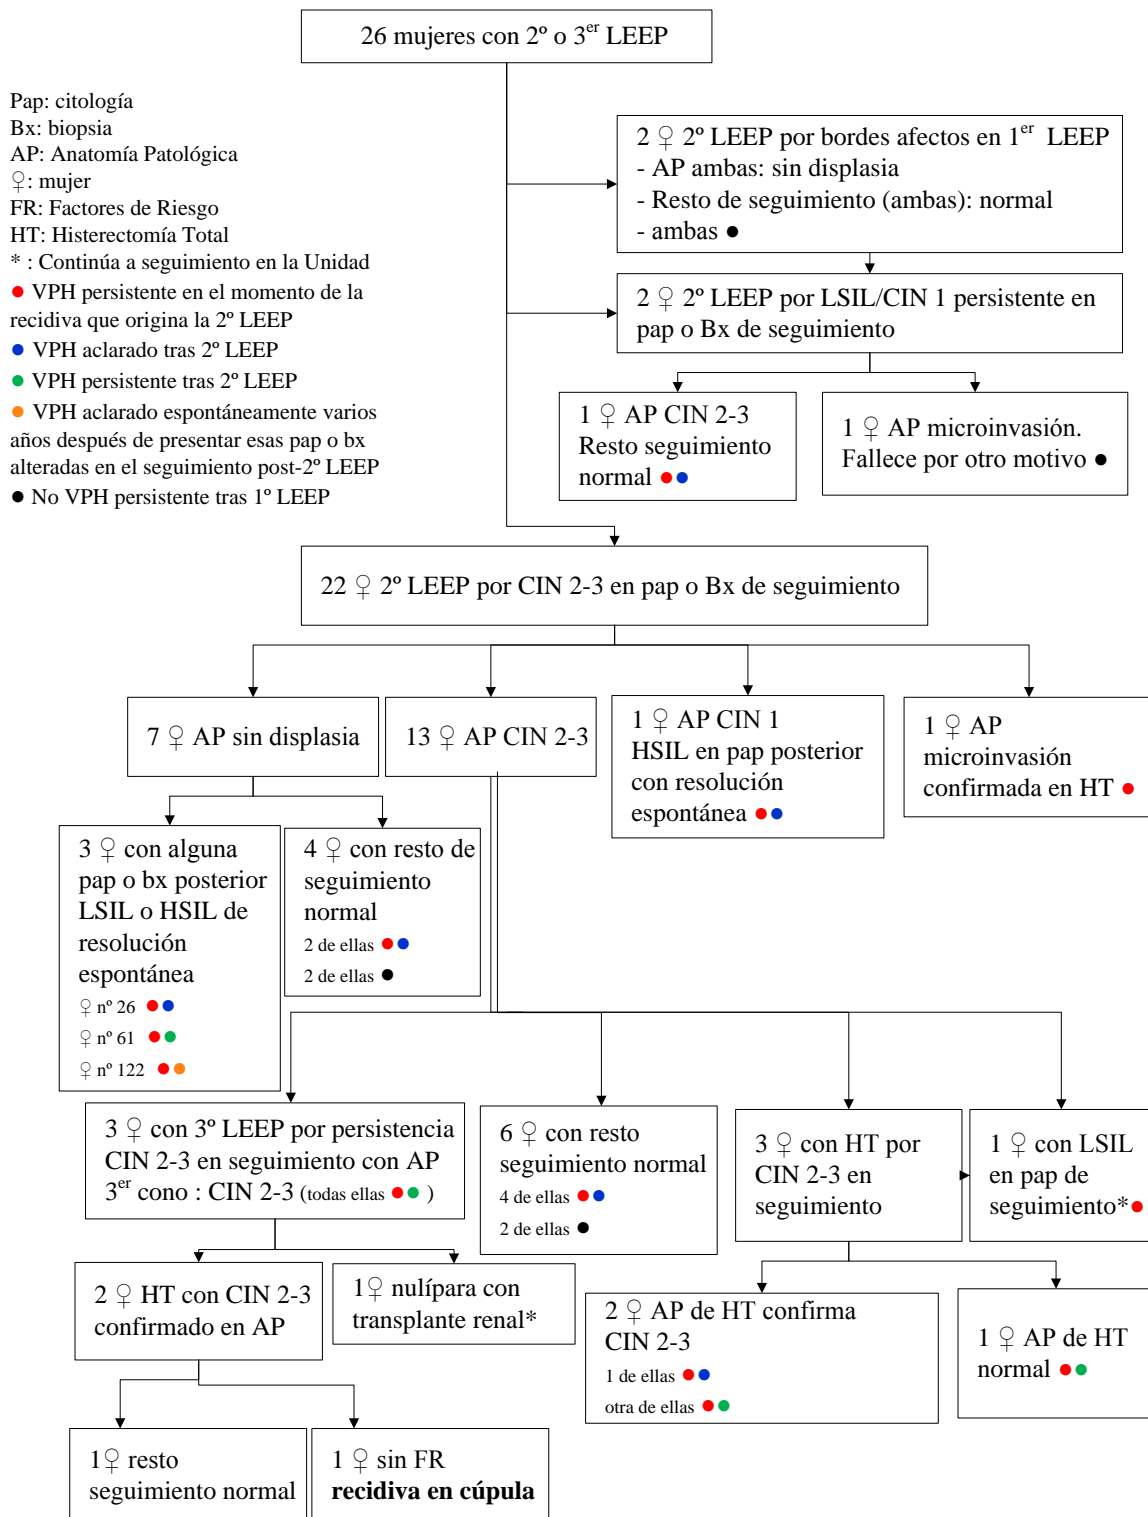 26 mujeres con 2º o 3er LEEP
Pap: citología
Bx: biopsia
AP: Anatomía Patológica
♀: mujer
FR: Factores de Riesgo
HT: Histerectomía Total
* : Continúa a seguimiento en la Unidad
● VPH persistente en el momento de la
recidiva que origina la 2º LEEP
● VPH aclarado tras 2º LEEP
● VPH persistente tras 2º LEEP
● VPH aclarado espontáneamente varios
años después de presentar esas pap o bx
alteradas en el seguimiento post-2º LEEP
● No VPH persistente tras 1º LEEP
2 ♀ 2º LEEP por bordes afectos en 1er LEEP
- AP ambas: sin displasia
- Resto de seguimiento (ambas): normal
- ambas ●
2 ♀ 2º LEEP por LSIL/CIN 1 persistente en
pap o Bx de seguimiento
1 ♀ AP CIN 2-3
Resto seguimiento
normal ●●
1 ♀ AP microinvasión.
Fallece por otro motivo ●
22 ♀ 2º LEEP por CIN 2-3 en pap o Bx de seguimiento
7 ♀ AP sin displasia
13 ♀ AP CIN 2-3
1 ♀ AP CIN 1
HSIL en pap posterior
con resolución
espontánea ●●
1 ♀ AP
microinvasión
confirmada en HT ●
3 ♀ con alguna
pap o bx posterior
LSIL o HSIL de
resolución
espontánea
♀ nº 26 ●●
♀ nº 61 ●●
♀ nº 122 ●●
4 ♀ con resto de
seguimiento
normal
2 de ellas ●●
2 de ellas ●
3 ♀ con 3º LEEP por persistencia
CIN 2-3 en seguimiento con AP
3er cono : CIN 2-3 (todas ellas ●● )
6 ♀ con resto
seguimiento normal
4 de ellas ●●
2 de ellas ●
3 ♀ con HT por
CIN 2-3 en
seguimiento
1 ♀ con LSIL
en pap de
seguimiento* ●
2 ♀ HT con CIN 2-3
confirmado en AP
1♀ nulípara con
transplante renal*
2 ♀ AP de HT confirma
CIN 2-3
1 de ellas ●●
otra de ellas ●●
1 ♀ AP de HT
normal ●●
1♀ resto
seguimiento normal
1 ♀ sin FR
recidiva en cúpula